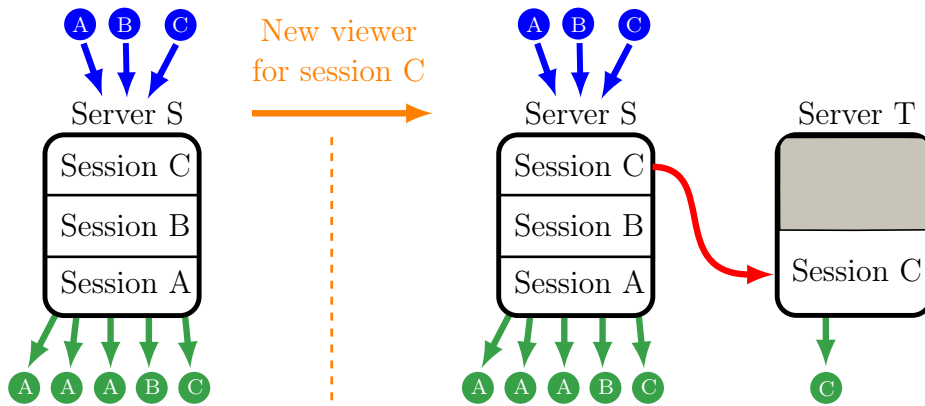 A B C
Server S
Session C
Session B
Session A
A A A B C
New viewer
for session C
A B C
Server S
Session C
Session B
Session A
A A A B C
Server T
Session C
C